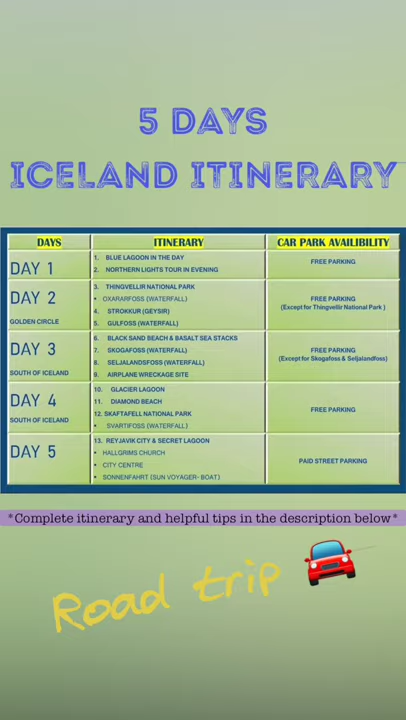 5 DAYS
ICELAND ITINERARY
DAYS ITINERARY CAR PARK AVAILIBILITY
DAY 1
1. BLUE LAGOON IN THE DAY
2. NORTHERN LIGHTS TOUR IN EVENING
FREE PARKING
DAY 2
GOLDEN CIRCLE
3. THINGVELLIR NATIONAL PARK
• OXARARFOSS (WATERFALL)
4. STROKKUR (GEYSIR)
5. GULFOSS (WATERFALL)
FREE PARKING
(Except for Thingvellir National Park )
DAY 3
SOUTH OF ICELAND
6. BLACK SAND BEACH & BASALT SEA STACKS
7. SKOGAFOSS (WATERFALL)
8. SELJALANDSFOSS (WATERFALL)
9. AIRPLANE WRECKAGE SITE
FREE PARKING
(Except for Skogafoss & Seljalandfoss)
DAY 4
SOUTH OF ICELAND
10. GLACIER LAGOON
11. DIAMOND BEACH
12. SKAFTAFELL NATIONAL PARK
• SVARTIFOSS (WATERFALL)
FREE PARKING
DAY 5
13. REYJAVIK CITY & SECRET LAGOON
• HALLGRIMS CHURCH
• CITY CENTRE
• SONNENFAHRT (SUN VOYAGER- BOAT)
PAID STREET PARKING
*Complete itinerary and helpful tips in the description below*
Road trip